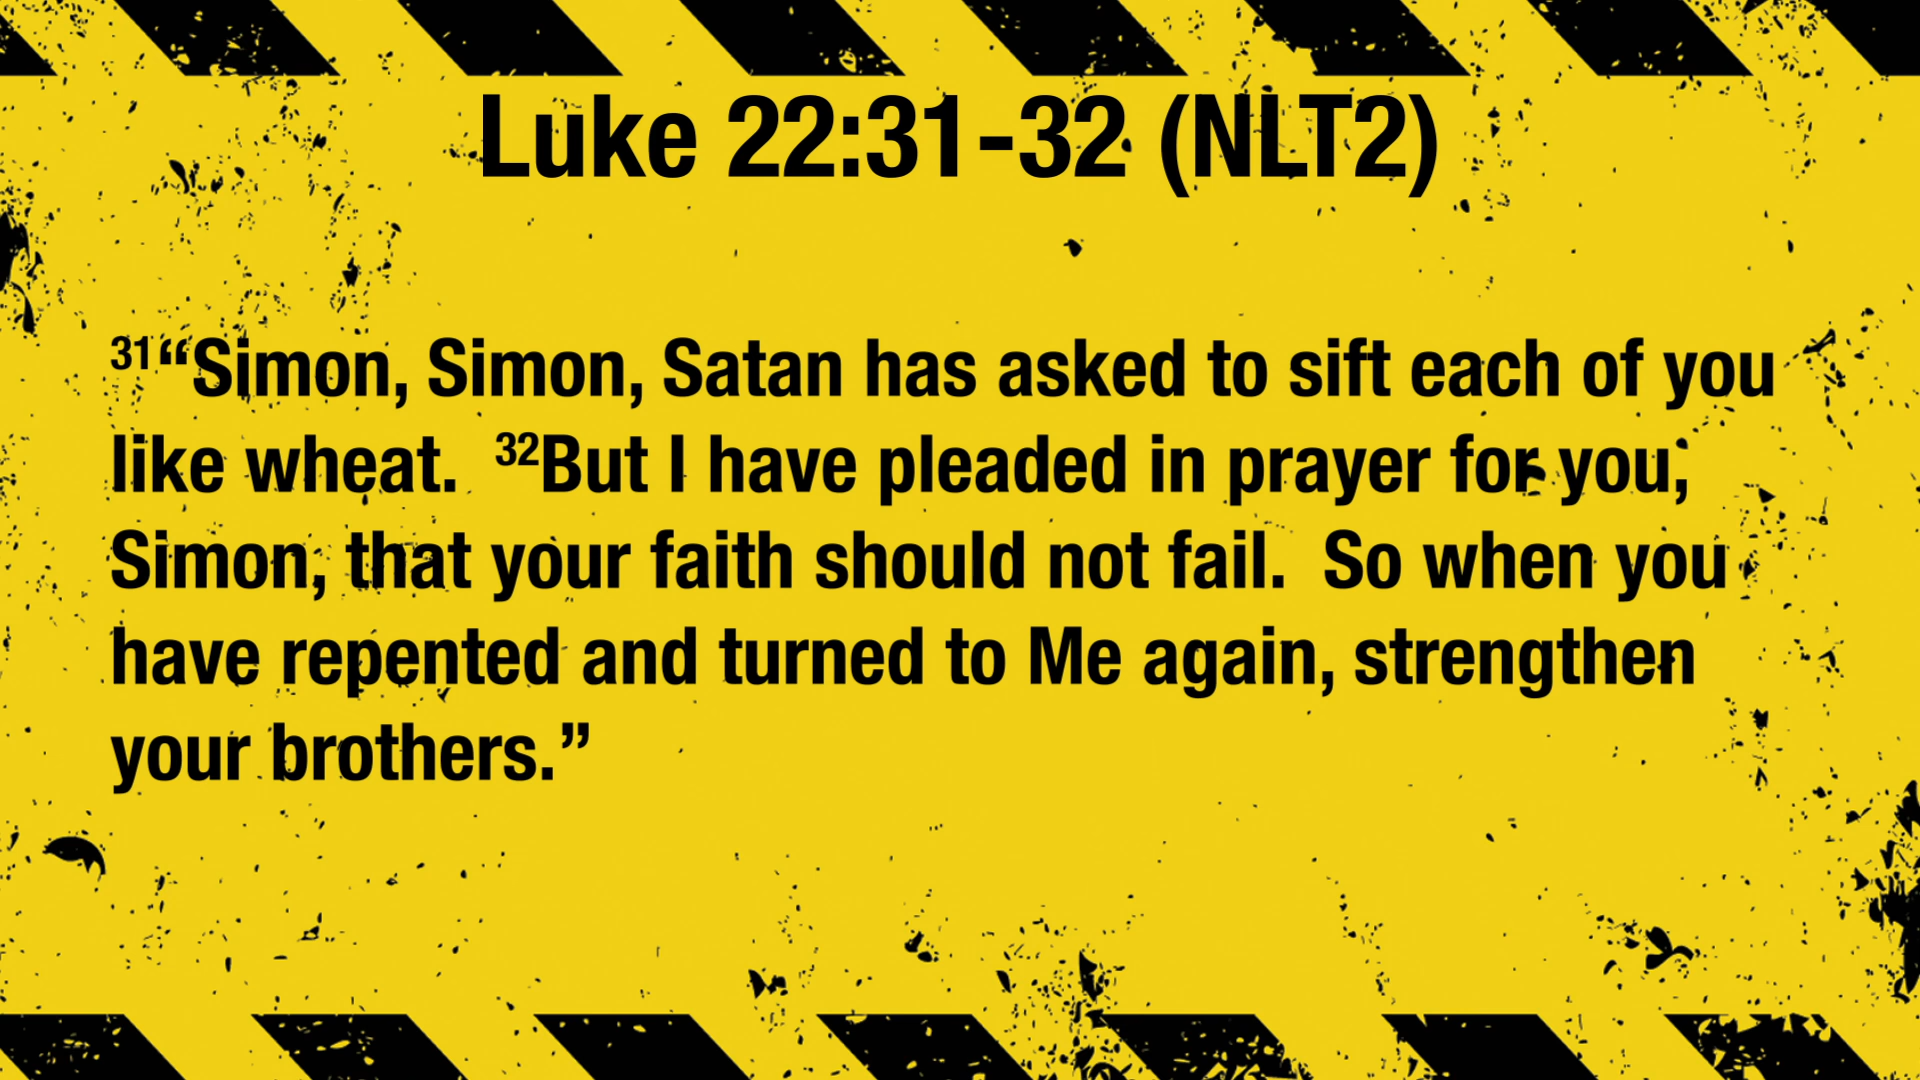 Luke 22:31-32 (NLT2)
31“Simon, Simon, Satan has asked to sift each of you
like wheat.  32But I have pleaded in prayer for you,
Simon, that your faith should not fail.  So when you
have repented and turned to Me again, strengthen
your brothers.”